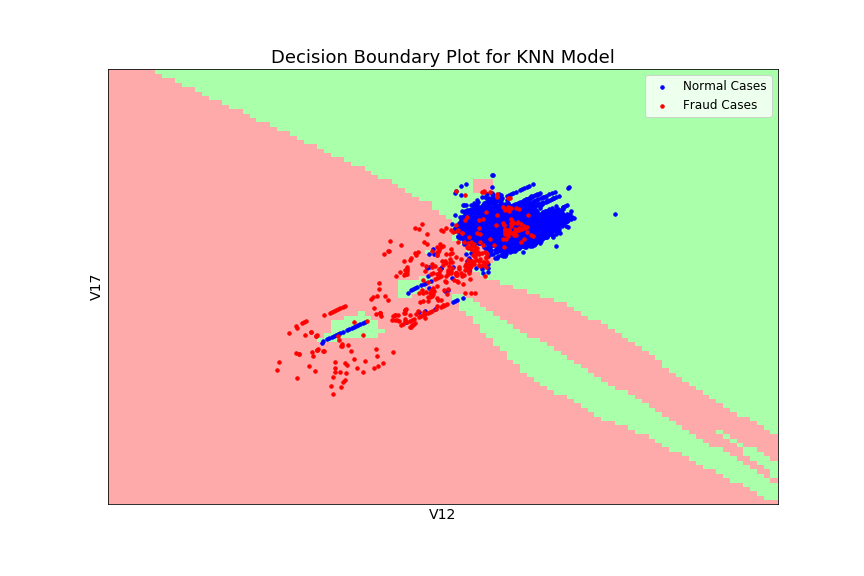 Decision Boundary Plot for KNN Model
Normal Cases
Fraud Cases
V17
V12